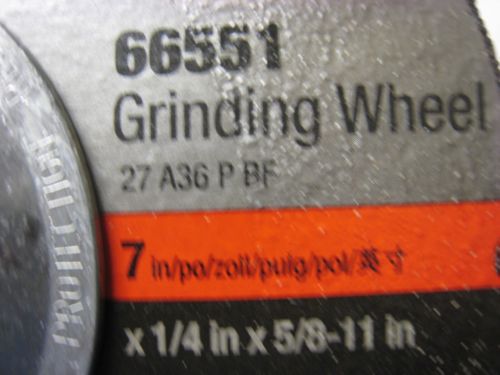 66551
Grinding Wheel
27 A36 P BF
7 in/po/zoll/pulg/pol/英寸
x 1/4 in x 5/8-11 in
PROTECTION